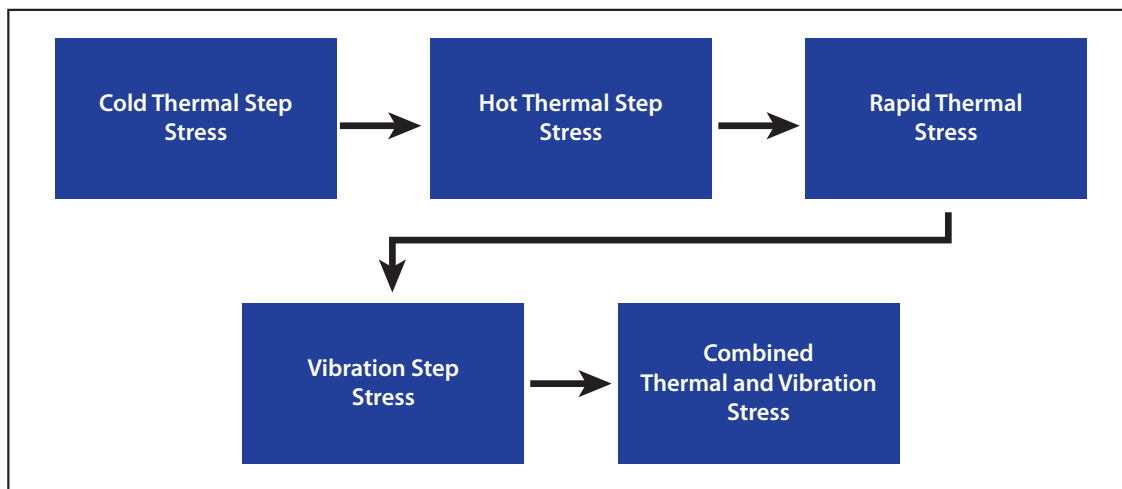 Cold Thermal Step
Stress
Hot Thermal Step
Stress
Rapid Thermal
Stress
Vibration Step
Stress
Combined
Thermal and Vibration
Stress